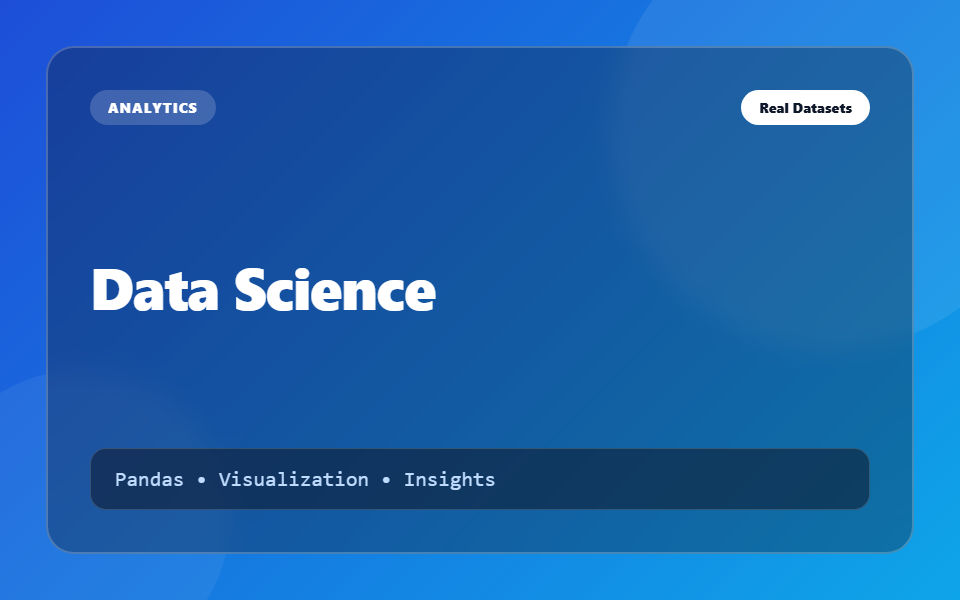 ANALYTICS
Real Datasets
Data Science
Pandas • Visualization • Insights